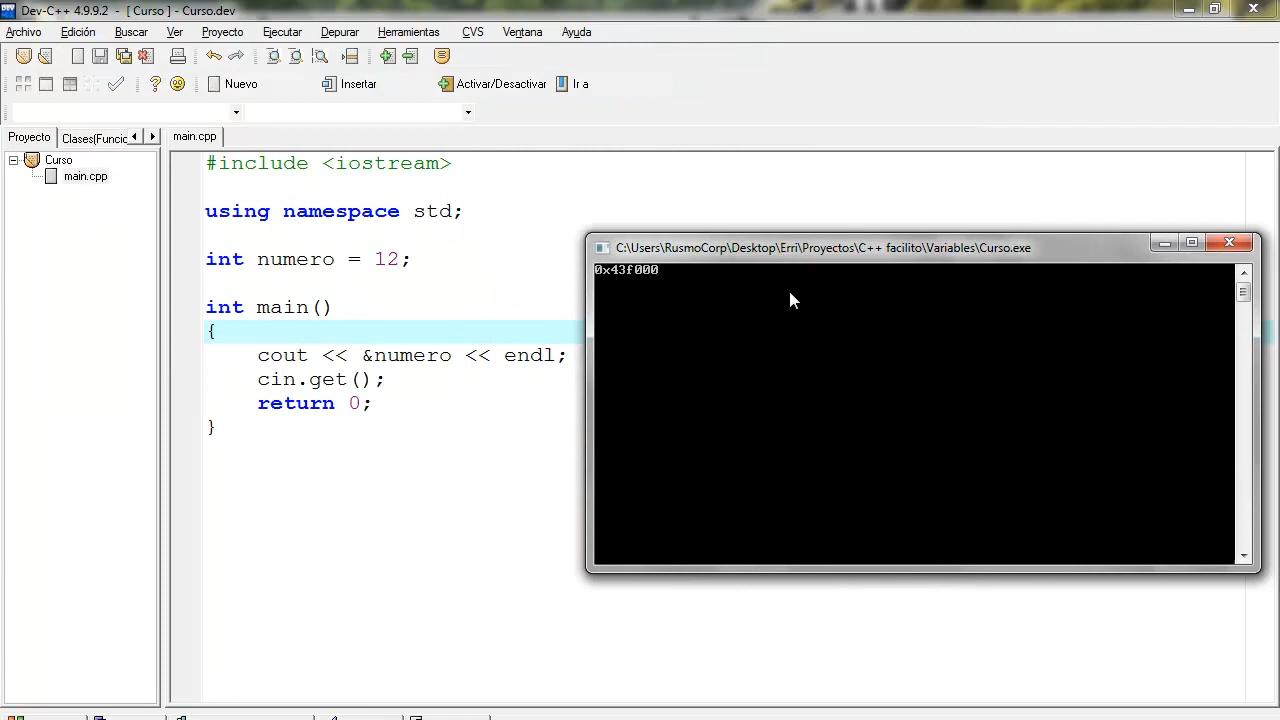 Dev-C++ 4.9.9.2 - [ Curso ] - Curso.dev
Archivo Edición Buscar Ver Proyecto Ejecutar Depurar Herramientas CVS Ventana Ayuda
Nuevo Insertar Activar/Desactivar Ir a
Proyecto Clases(Funcio main.cpp
Curso
main.cpp
#include <iostream>
using namespace std;
int numero = 12;
int main()
{
cout << &numero << endl;
cin.get();
return 0;
}
C:\Users\RusmoCorp\Desktop\Erri\Proyectos\C++ facilito\Variables\Curso.exe
0x43f000